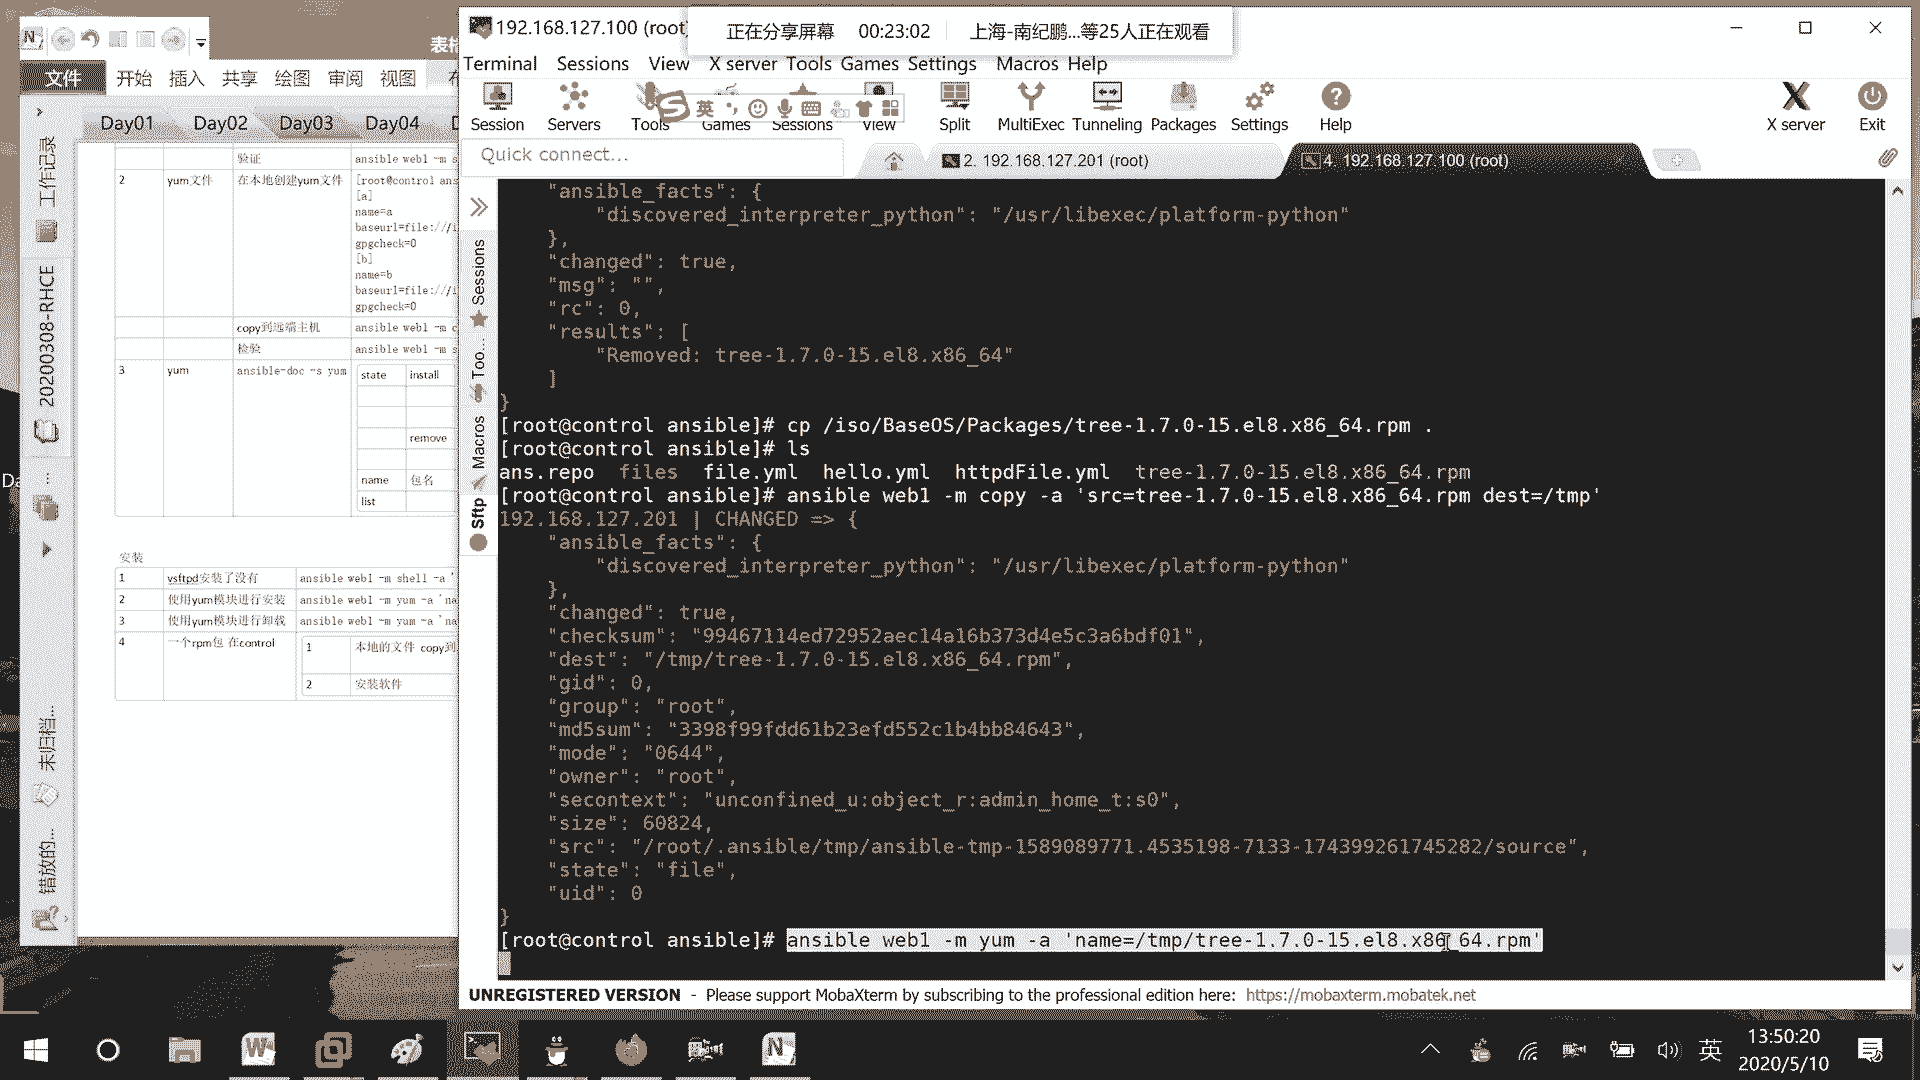 正在分享屏幕 00:23:02 上海-南纪鹏...等25人正在观看
192.168.127.100 (root)
文件 开始 插入 共享 绘图 审阅 视图
Terminal Sessions View X server Tools Games Settings Macros Help
英
Session Servers Tools Games Sessions View Split MultiExec Tunneling Packages Settings Help X server Exit
Quick connect...
2. 192.168.127.201 (root)
4. 192.168.127.100 (root)
Day01 Day02 Day03 Day04
工作记录
20200308-RHCE
未归档...
错放的...
验证 ansible web1 -m s
2 yum文件 在本地创建yum文件 [root@control ans
[a]
name=a
baseurl=file://i
gpgcheck=0
[b]
name=b
baseurl=file://i
gpgcheck=0
copy到远端主机 ansible web1 -m c
检验 ansible web1 -m s
3 yum ansible-doc -s yum state install
remove
name 包名
list
安装
1 vsftpd安装了没有 ansible web1 -m shell -a '
2 使用yum模块进行安装 ansible web1 -m yum -a 'na
3 使用yum模块进行卸载 ansible web1 -m yum -a 'na
4 一个rpm包 在control 1 本地的文件 copy到
2 安装软件
Sessions
Too...
Macros
Sftp
"ansible_facts": {
"discovered_interpreter_python": "/usr/libexec/platform-python"
},
"changed": true,
"msg": "",
"rc": 0,
"results": [
"Removed: tree-1.7.0-15.el8.x86_64"
]
}
[root@control ansible]# cp /iso/BaseOS/Packages/tree-1.7.0-15.el8.x86_64.rpm .
[root@control ansible]# ls
ans.repo files file.yml hello.yml httpdFile.yml tree-1.7.0-15.el8.x86_64.rpm
[root@control ansible]# ansible web1 -m copy -a 'src=tree-1.7.0-15.el8.x86_64.rpm dest=/tmp'
192.168.127.201 | CHANGED => {
"ansible_facts": {
"discovered_interpreter_python": "/usr/libexec/platform-python"
},
"changed": true,
"checksum": "99467114ed72952aec14a16b373d4e5c3a6bdf01",
"dest": "/tmp/tree-1.7.0-15.el8.x86_64.rpm",
"gid": 0,
"group": "root",
"md5sum": "3398f99fdd61b23efd552c1b4bb84643",
"mode": "0644",
"owner": "root",
"secontext": "unconfined_u:object_r:admin_home_t:s0",
"size": 60824,
"src": "/root/.ansible/tmp/ansible-tmp-1589089771.4535198-7133-174399261745282/source",
"state": "file",
"uid": 0
}
[root@control ansible]# ansible web1 -m yum -a 'name=/tmp/tree-1.7.0-15.el8.x86_64.rpm'
UNREGISTERED VERSION - Please support MobaXterm by subscribing to the professional edition here: https://mobaxterm.mobatek.net
英
13:50:20
2020/5/10